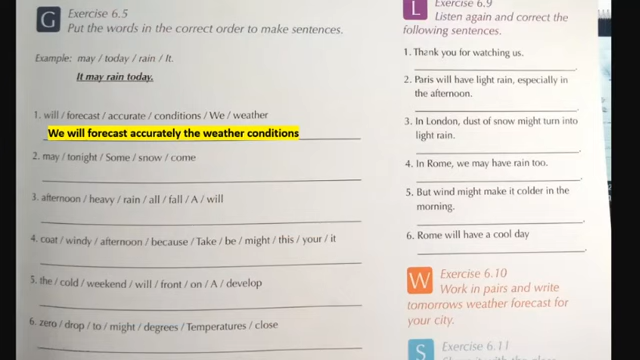 G
Exercise 6.5
Put the words in the correct order to make sentences.
Example: may / today / rain / It.
It may rain today.
1. will / forecast / accurate / conditions / We / weather
We will forecast accurately the weather conditions
2. may / tonight / Some / snow / come
3. afternoon / heavy / rain / all / fall / A / will
4. coat / windy / afternoon / because / Take / be / might / this / your / it
5. the / cold / weekend / will / front / on / A / develop
6. zero / drop / to / might / degrees / Temperatures / close
L
Exercise 6.9
Listen again and correct the
following sentences.
1. Thank you for watching us.
2. Paris will have light rain, especially in
the afternoon.
3. In London, dust of snow might turn into
light rain.
4. In Rome, we may have rain too.
5. But wind might make it colder in the
morning.
6. Rome will have a cool day
W
Exercise 6.10
Work in pairs and write
tomorrows weather forecast for
your city.
S
Exercise 6.11